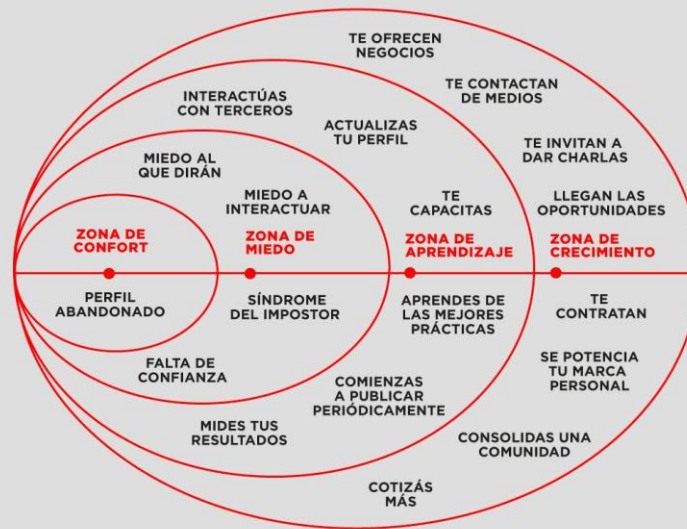 TE OFRECEN
NEGOCIOS
TE CONTACTAN
DE MEDIOS
INTERACTÚAS
CON TERCEROS
ACTUALIZAS
TU PERFIL
TE INVITAN A
DAR CHARLAS
MIEDO AL
QUE DIRÁN
MIEDO A
INTERACTUAR
TE
CAPACITAS
LLEGAN LAS
OPORTUNIDADES
ZONA DE
CONFORT
ZONA DE
MIEDO
ZONA DE
APRENDIZAJE
ZONA DE
CRECIMIENTO
PERFIL
ABANDONADO
SÍNDROME
DEL IMPOSTOR
APRENDES DE
LAS MEJORES
PRÁCTICAS
TE
CONTRATAN
FALTA DE
CONFIANZA
COMIENZAS
A PUBLICAR
PERIÓDICAMENTE
SE POTENCIA
TU MARCA
PERSONAL
MIDES TUS
RESULTADOS
CONSOLIDAS UNA
COMUNIDAD
COTIZÁS
MÁS